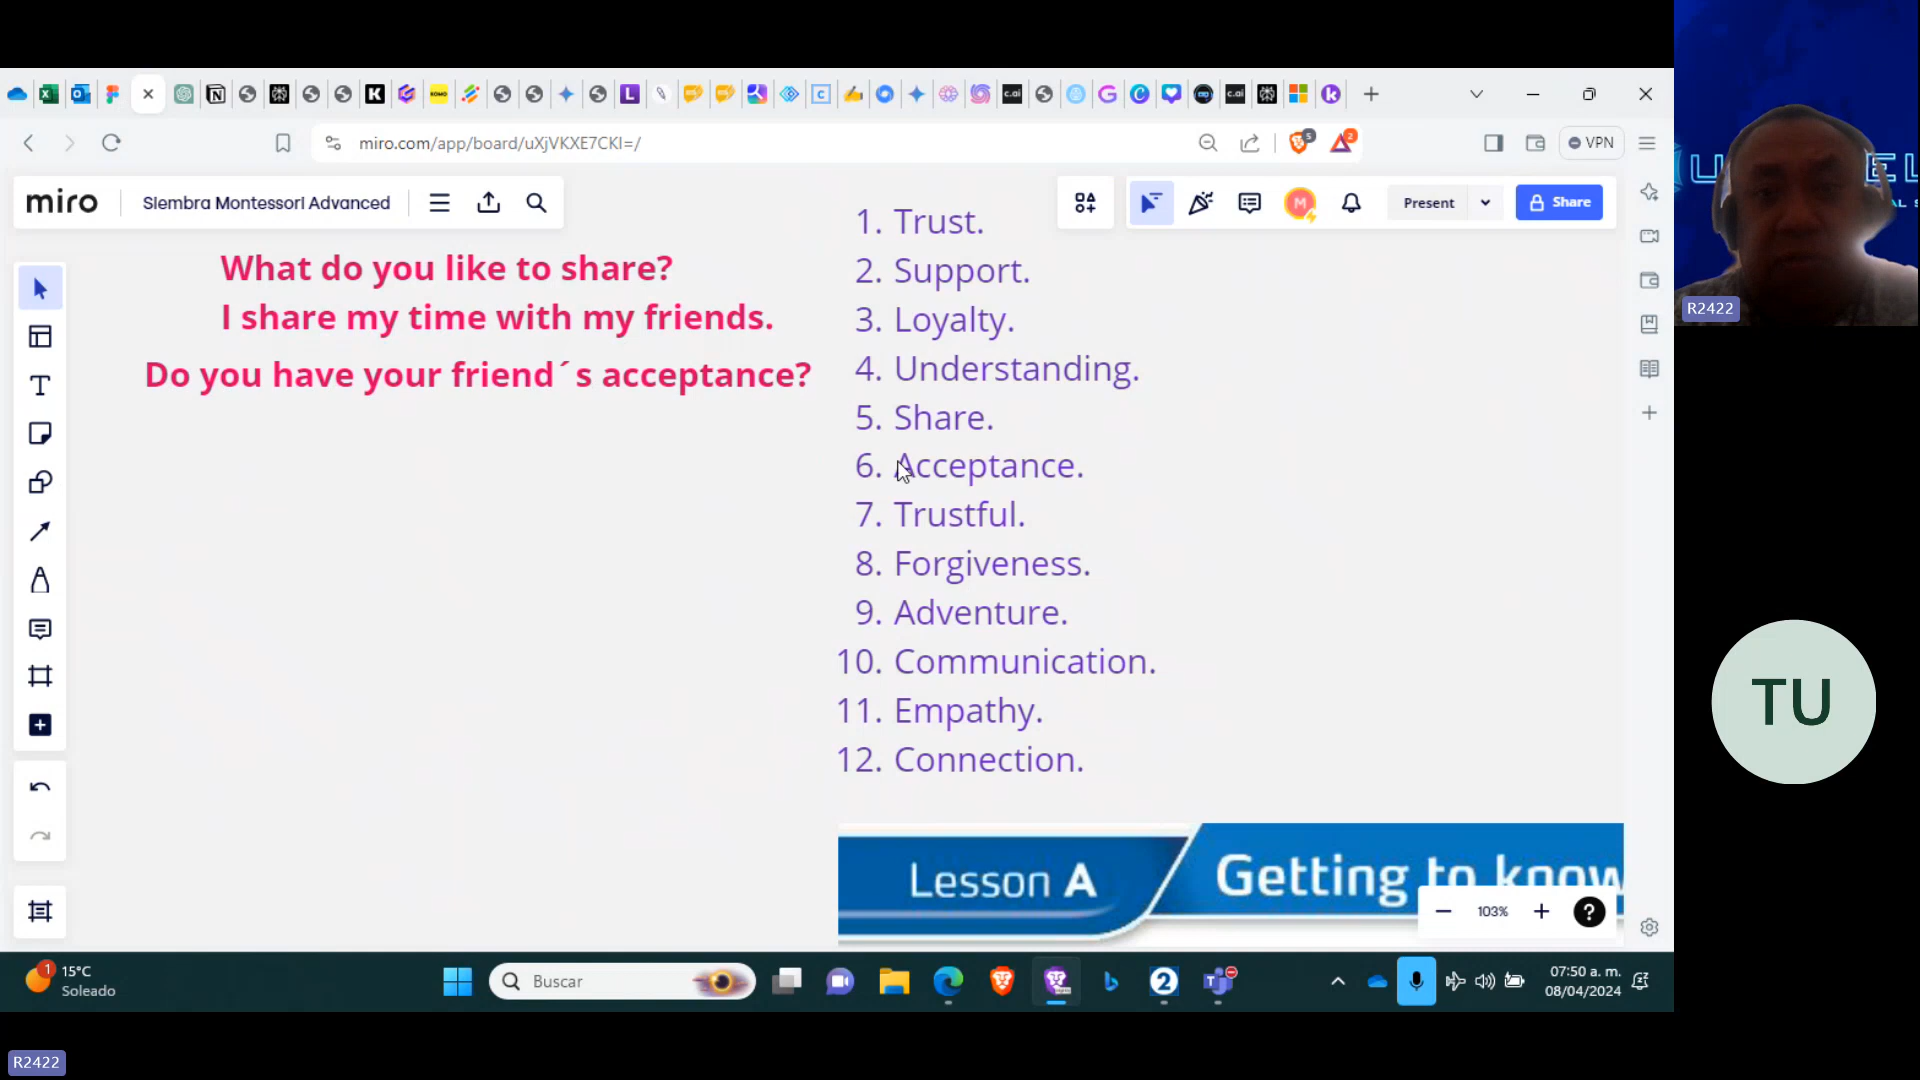 miro.com/app/board/uXjVKXE7CKI=/
VPN
miro
Siembra Montessori Advanced
Present
Share
M
What do you like to share?
I share my time with my friends.
Do you have your friend´s acceptance?
1. Trust.
2. Support.
3. Loyalty.
4. Understanding.
5. Share.
6. Acceptance.
7. Trustful.
8. Forgiveness.
9. Adventure.
10. Communication.
11. Empathy.
12. Connection.
Lesson A
Getting to know
103%
?
R2422
TU
1
15°C
Soleado
Buscar
07:50 a. m.
08/04/2024
R2422